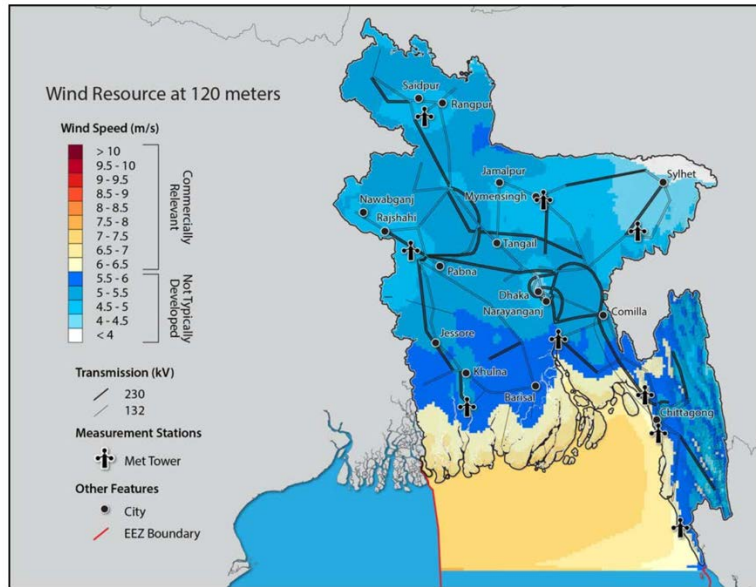 Wind Resource at 120 meters
Wind Speed (m/s)
> 10
9.5 - 10
9 - 9.5
8.5 - 9
8 - 8.5
7.5 - 8
7 - 7.5
6.5 - 7
6 - 6.5
5.5 - 6
5 - 5.5
4.5 - 5
4 - 4.5
< 4
Commercially
Relevant
Not Typically
Developed
Transmission (kV)
230
132
Measurement Stations
Met Tower
Other Features
City
EEZ Boundary
Saidpur
Rangpur
Jamalpur
Sylhet
Mymensingh
Nawabganj
Rajshahi
Tangail
Pabna
Dhaka
Narayanganj
Comilla
Jessore
Khulna
Barisal
Chittagong